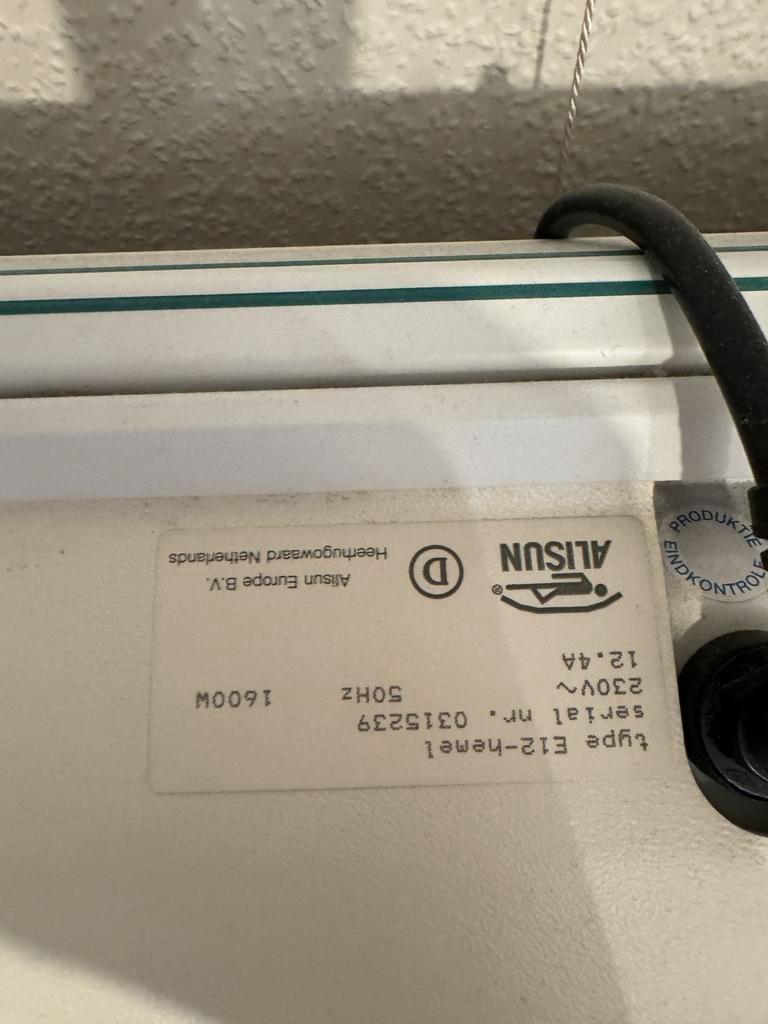 ALISUN
®
D
Alisun Europe B.V.
Heerhugowaard Netherlands
type E12-hemel
serial nr. 0315239
230V~ 50Hz 1600W
12.4A
PRODUKTIE
EINDKONTROLE